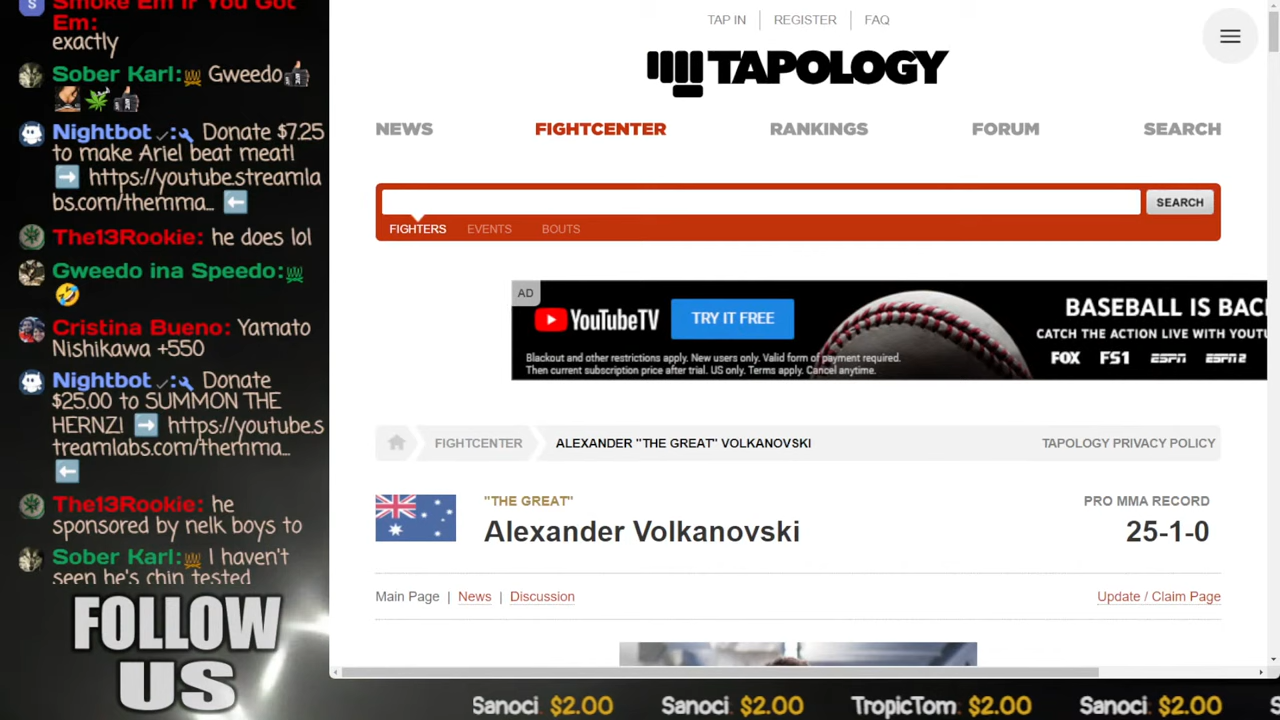 Smoke Em If You Got
Em:
exactly
Sober Karl: Gweedo
Nightbot ✓: Donate $7.25
to make Ariel beat meat!
➡ https://youtube.streamla
bs.com/themma... ⬅
The13Rookie: he does lol
Gweedo ina Speedo:
🤣
Cristina Bueno: Yamato
Nishikawa +550
Nightbot ✓: Donate
$25.00 to SUMMON THE
HERNZ! ➡ https://youtube.s
treamlabs.com/themma...
⬅
The13Rookie: he
sponsored by nelk boys to
Sober Karl: I haven't
seen he's chin tested
FOLLOW
US
TAP IN | REGISTER | FAQ
TAPOLOGY
NEWS FIGHTCENTER RANKINGS FORUM SEARCH
SEARCH
FIGHTERS EVENTS BOUTS
AD
YouTubeTV TRY IT FREE
BASEBALL IS BACK
CATCH THE ACTION LIVE WITH YOUT
Blackout and other restrictions apply. New users only. Valid form of payment required.
Then current subscription price after trial. US only. Terms apply. Cancel anytime.
FOX FS1 ESPN ESPN 2
FIGHTCENTER ALEXANDER "THE GREAT" VOLKANOVSKI TAPOLOGY PRIVACY POLICY
"THE GREAT" PRO MMA RECORD
Alexander Volkanovski 25-1-0
Main Page | News | Discussion Update / Claim Page
Sanoci: $2.00 Sanoci: $2.00 TropicTom: $2.00 Sanoci: $2.00 S